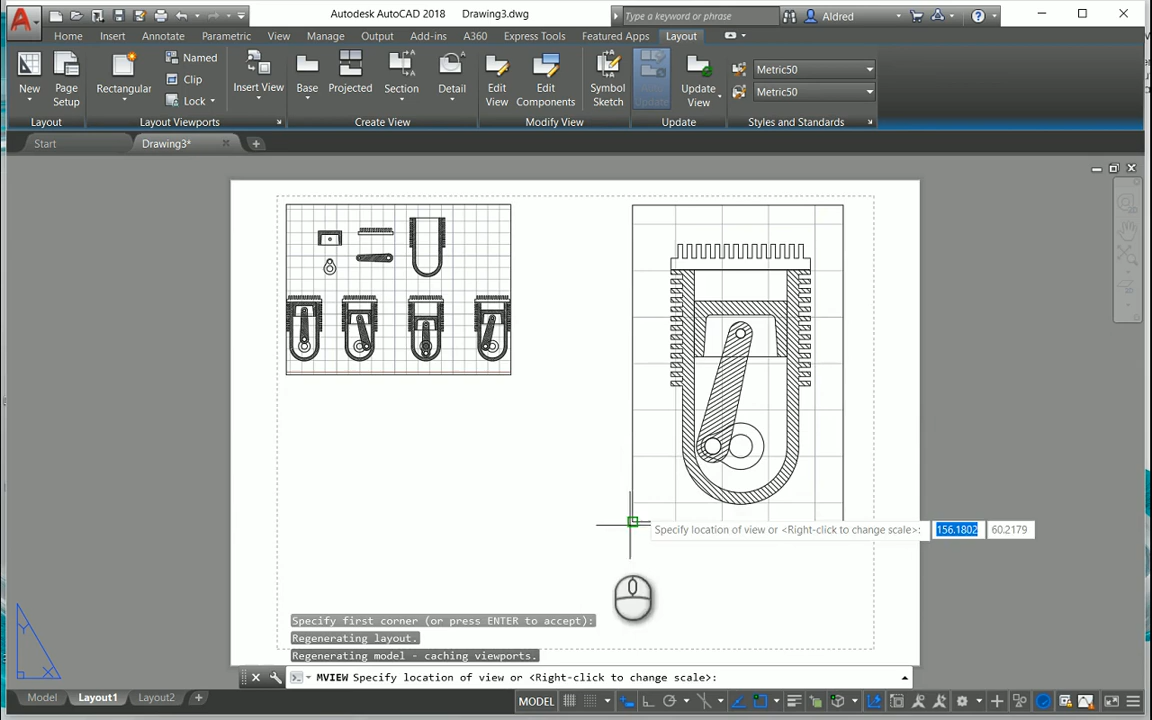 Autodesk AutoCAD 2018 Drawing3.dwg
Type a keyword or phrase
Aldred
Home Insert Annotate Parametric View Manage Output Add-ins A360 Express Tools Featured Apps Layout
New
Page Setup
Rectangular
Named
Clip
Lock
Insert View
Base
Projected
Section
Detail
Edit View
Edit Components
Symbol Sketch
Update View
Metric50
Metric50
Layout
Layout Viewports
Create View
Modify View
Update
Styles and Standards
Start
Drawing3*
Specify location of view or <Right-click to change scale>: 156.1802 60.2179
Specify first corner (or press ENTER to accept):
Regenerating layout.
Regenerating model - caching viewports.
MVIEW Specify location of view or <Right-click to change scale>:
Y
X
Model Layout1 Layout2
MODEL